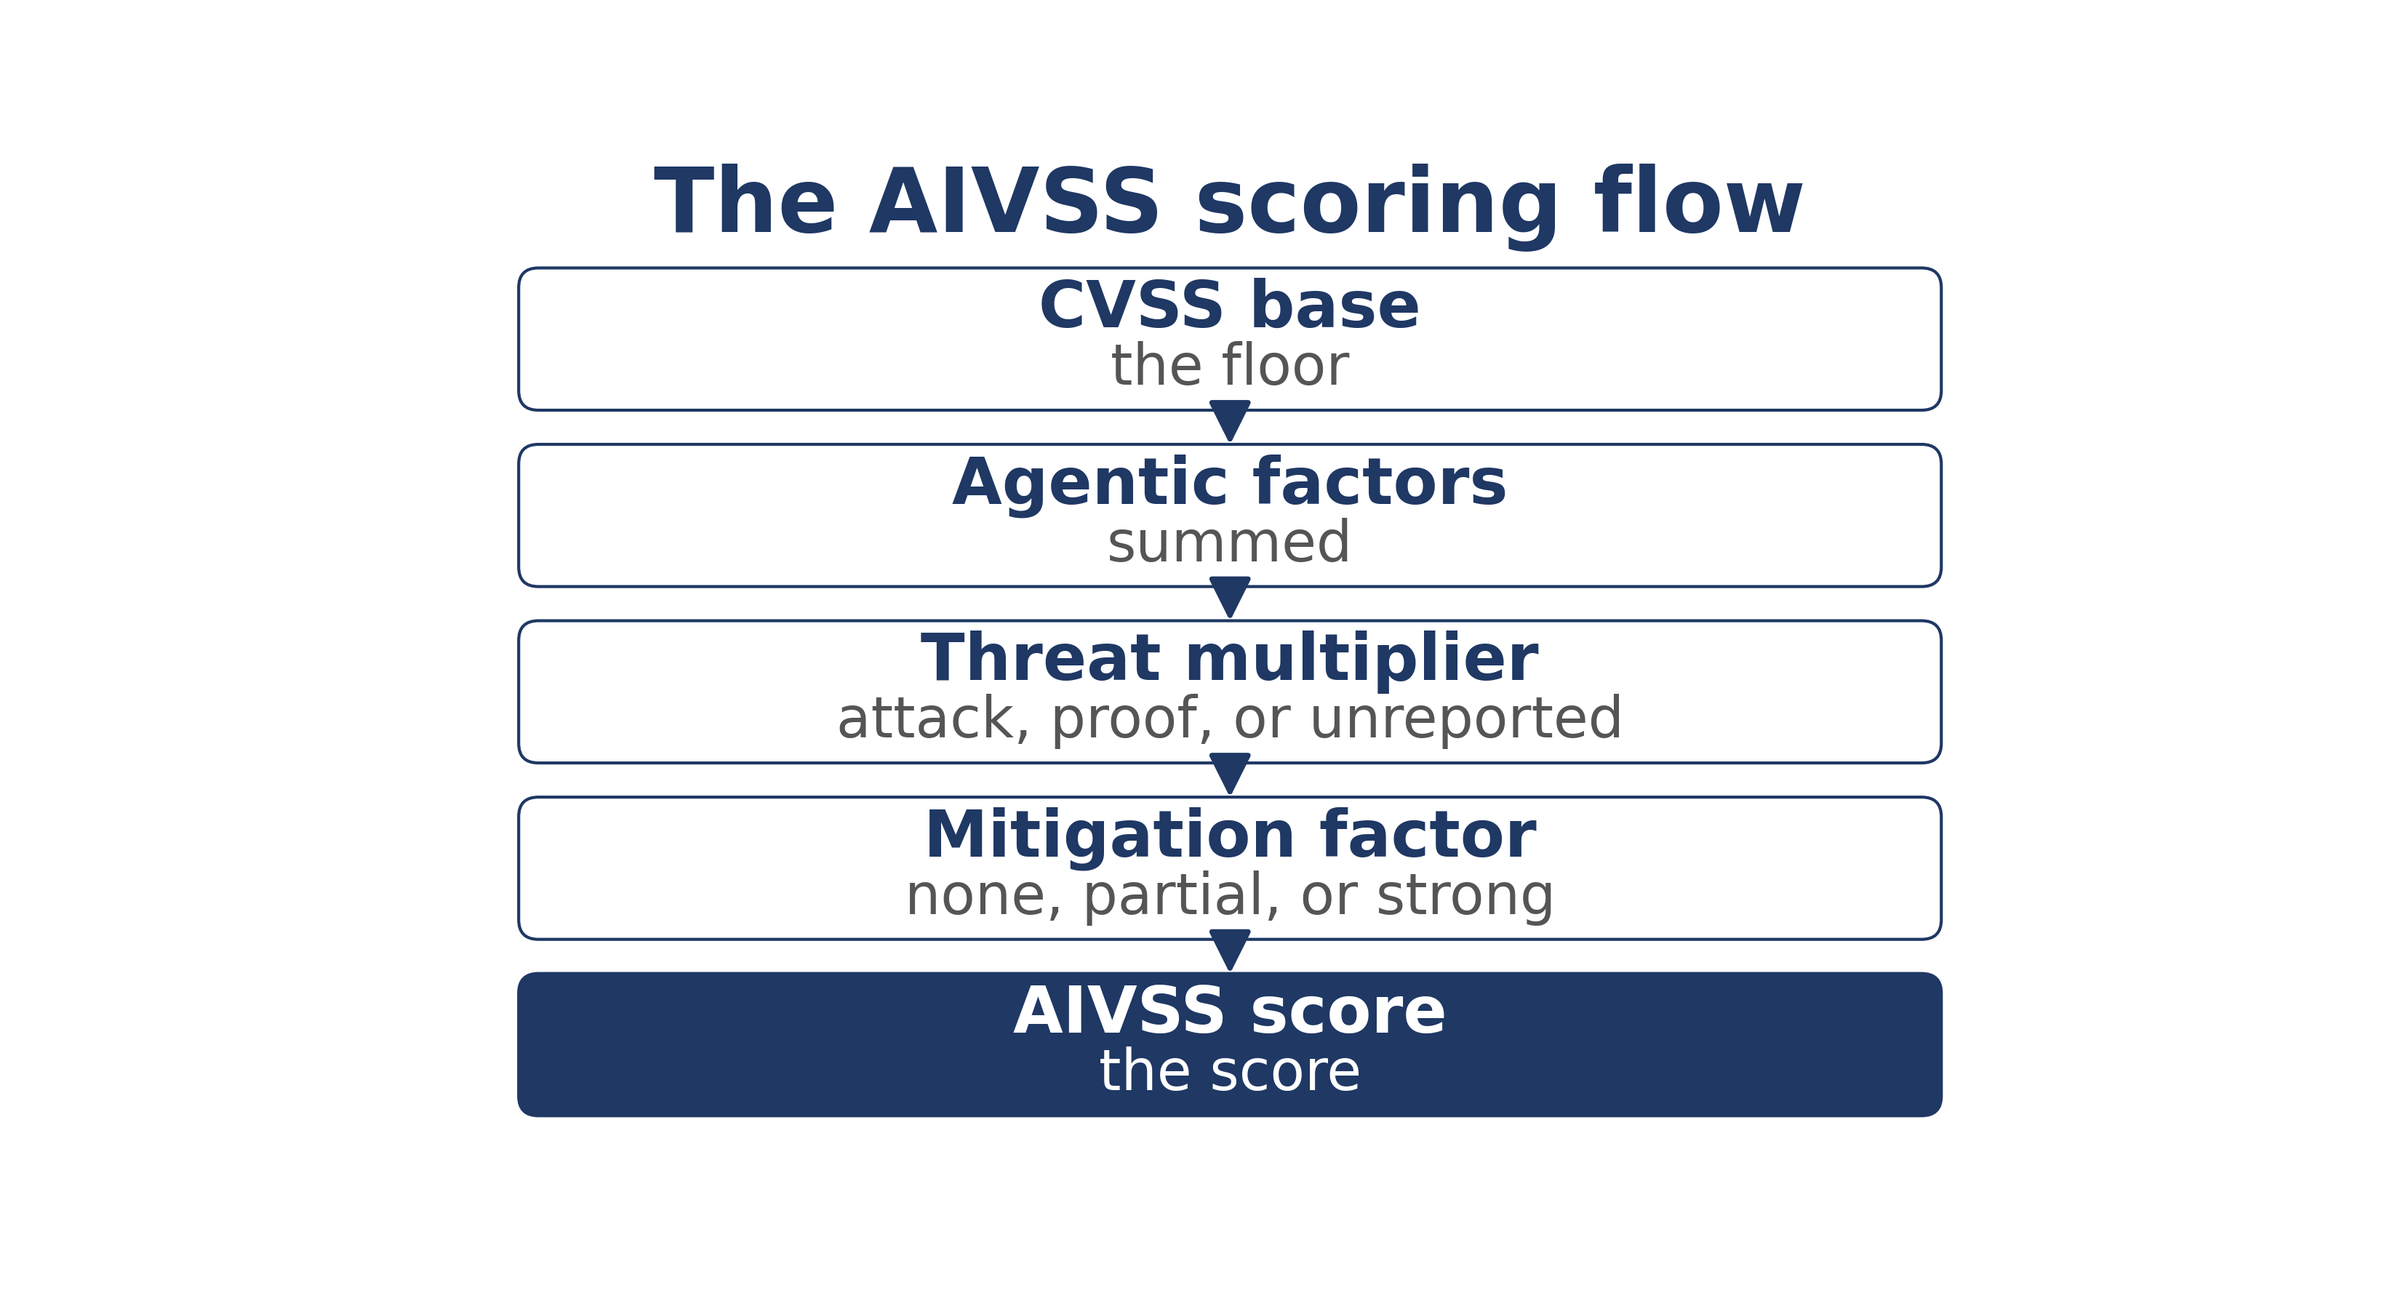 The AIVSS scoring flow
CVSS base
the floor
Agentic factors
summed
Threat multiplier
attack, proof, or unreported
Mitigation factor
none, partial, or strong
AIVSS score
the score